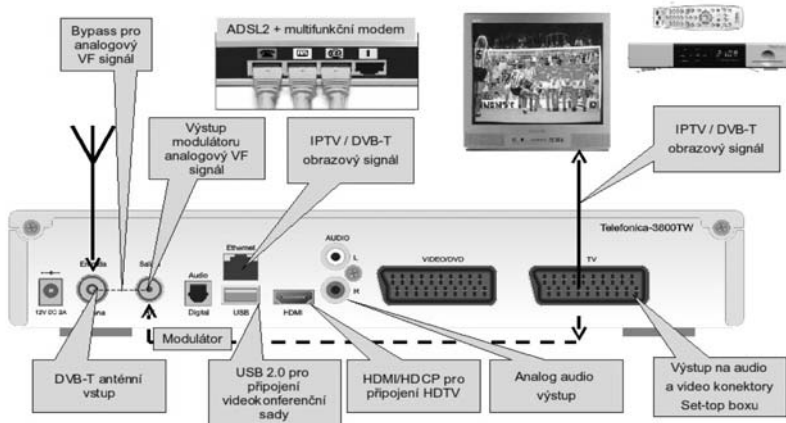 Bypass pro
analogový
VF signál
ADSL2 + multifunkční modem
Výstup
modulátoru
analogový VF
signál
IPTV / DVB-T
obrazový signál
IPTV / DVB-T
obrazový signál
Telefonica-3800TW
Ethernet
AUDIO
L
R
VIDEO/DVD
TV
Audio
Digital
USB
HDMI
12V DC 2A
Modulátor
DVB-T anténní
vstup
USB 2.0 pro
připojení
videokonferenční
sady
HDMI/HDCP pro
připojení HDTV
Analog audio
výstup
Výstup na audio
a video konektory
Set-top boxu